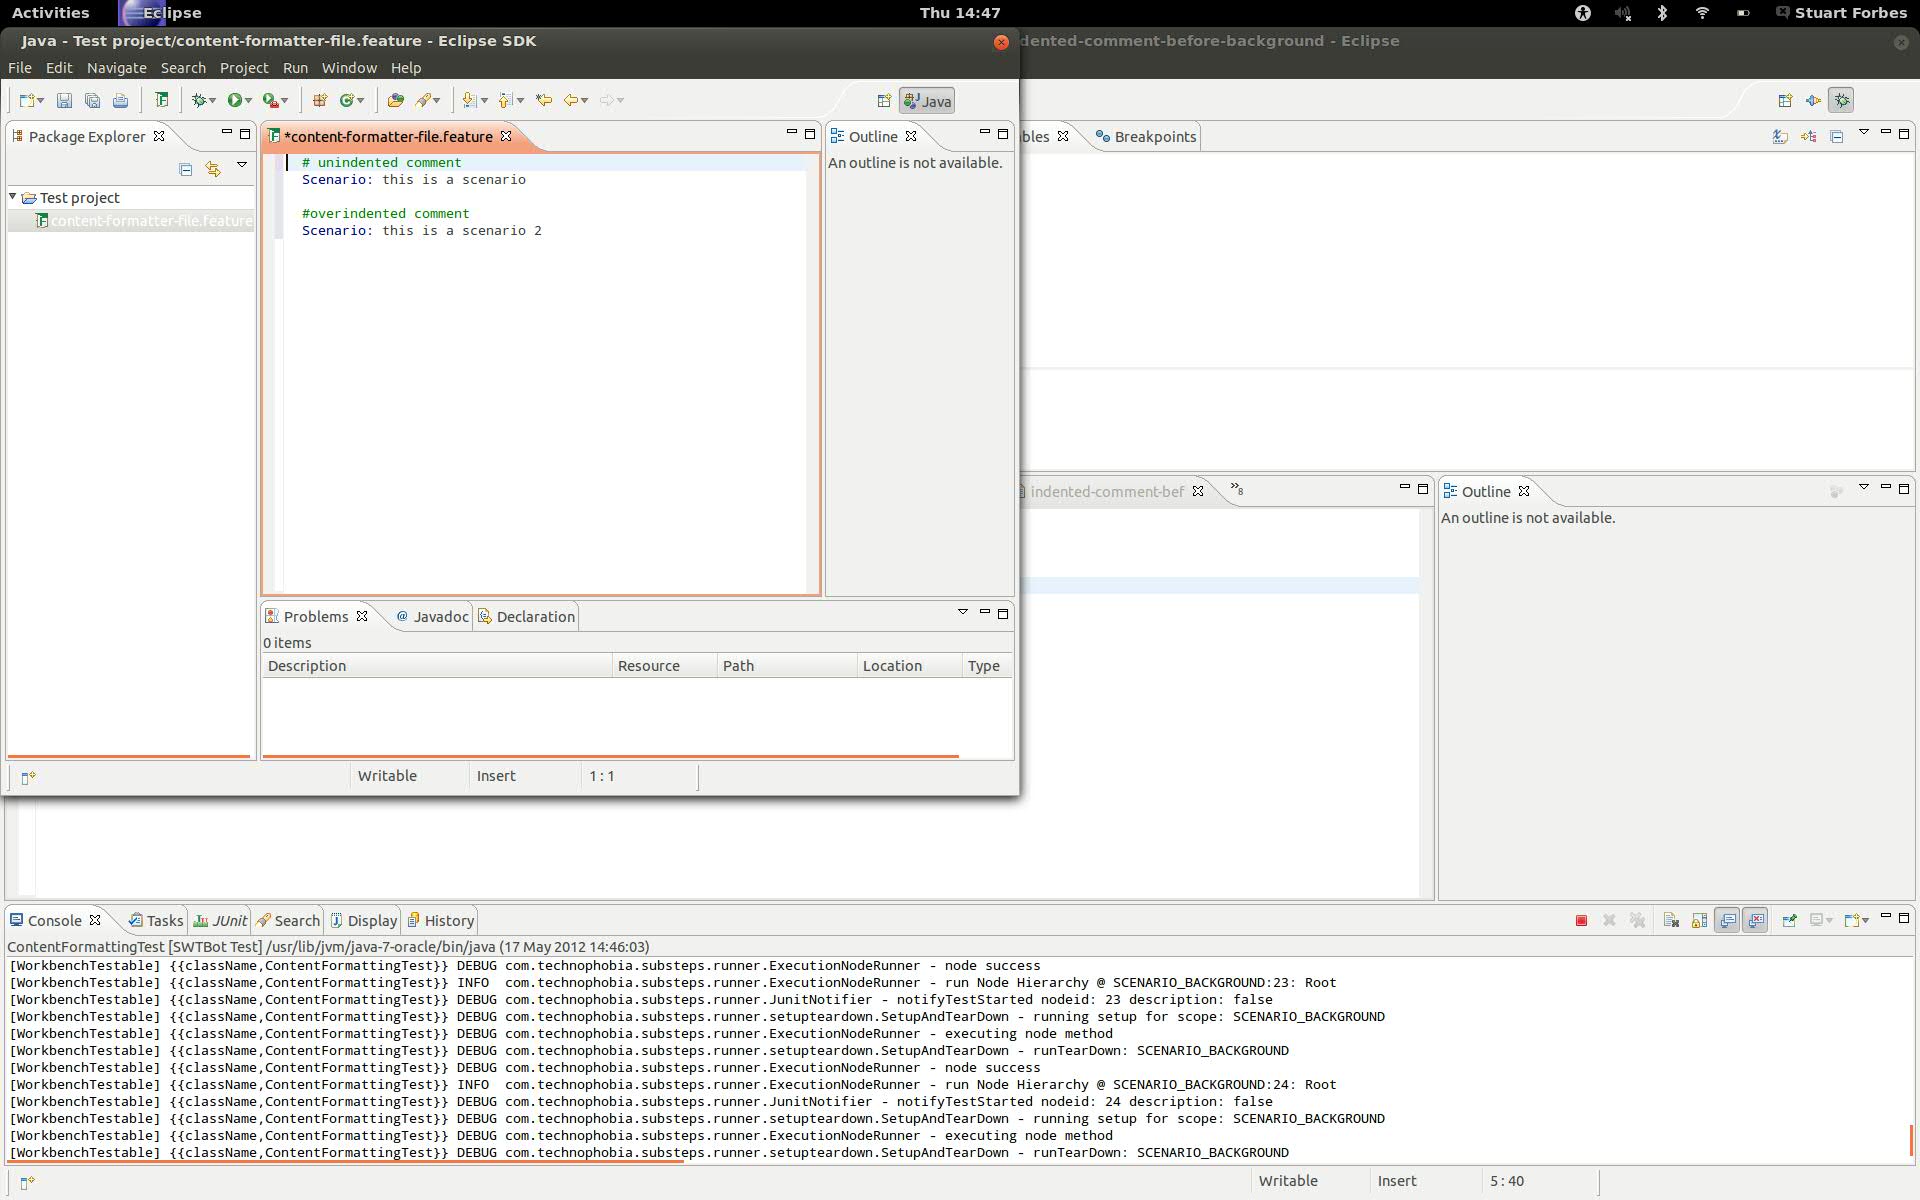 Activities
Eclipse
Thu 14:47
Stuart Forbes
Java - Test project/content-formatter-file.feature - Eclipse SDK
dented-comment-before-background - Eclipse
File Edit Navigate Search Project Run Window Help
Java
Package Explorer
*content-formatter-file.feature
Outline
bles
Breakpoints
# unindented comment
An outline is not available.
Scenario: this is a scenario
Test project
#overindented comment
content-formatter-file.feature
Scenario: this is a scenario 2
indented-comment-bef
8
Outline
An outline is not available.
Problems
@ Javadoc
Declaration
0 items
Description Resource Path Location Type
Writable Insert 1 : 1
Console
Tasks
JUnit
Search
Display
History
ContentFormattingTest [SWTBot Test] /usr/lib/jvm/java-7-oracle/bin/java (17 May 2012 14:46:03)
[WorkbenchTestable] {{className,ContentFormattingTest}} DEBUG com.technophobia.substeps.runner.ExecutionNodeRunner - node success
[WorkbenchTestable] {{className,ContentFormattingTest}} INFO  com.technophobia.substeps.runner.ExecutionNodeRunner - run Node Hierarchy @ SCENARIO_BACKGROUND:23: Root
[WorkbenchTestable] {{className,ContentFormattingTest}} DEBUG com.technophobia.substeps.runner.JunitNotifier - notifyTestStarted nodeid: 23 description: false
[WorkbenchTestable] {{className,ContentFormattingTest}} DEBUG com.technophobia.substeps.runner.setupteardown.SetupAndTearDown - running setup for scope: SCENARIO_BACKGROUND
[WorkbenchTestable] {{className,ContentFormattingTest}} DEBUG com.technophobia.substeps.runner.ExecutionNodeRunner - executing node method
[WorkbenchTestable] {{className,ContentFormattingTest}} DEBUG com.technophobia.substeps.runner.setupteardown.SetupAndTearDown - runTearDown: SCENARIO_BACKGROUND
[WorkbenchTestable] {{className,ContentFormattingTest}} DEBUG com.technophobia.substeps.runner.ExecutionNodeRunner - node success
[WorkbenchTestable] {{className,ContentFormattingTest}} INFO  com.technophobia.substeps.runner.ExecutionNodeRunner - run Node Hierarchy @ SCENARIO_BACKGROUND:24: Root
[WorkbenchTestable] {{className,ContentFormattingTest}} DEBUG com.technophobia.substeps.runner.JunitNotifier - notifyTestStarted nodeid: 24 description: false
[WorkbenchTestable] {{className,ContentFormattingTest}} DEBUG com.technophobia.substeps.runner.setupteardown.SetupAndTearDown - running setup for scope: SCENARIO_BACKGROUND
[WorkbenchTestable] {{className,ContentFormattingTest}} DEBUG com.technophobia.substeps.runner.ExecutionNodeRunner - executing node method
[WorkbenchTestable] {{className,ContentFormattingTest}} DEBUG com.technophobia.substeps.runner.setupteardown.SetupAndTearDown - runTearDown: SCENARIO_BACKGROUND
Writable Insert 5 : 40